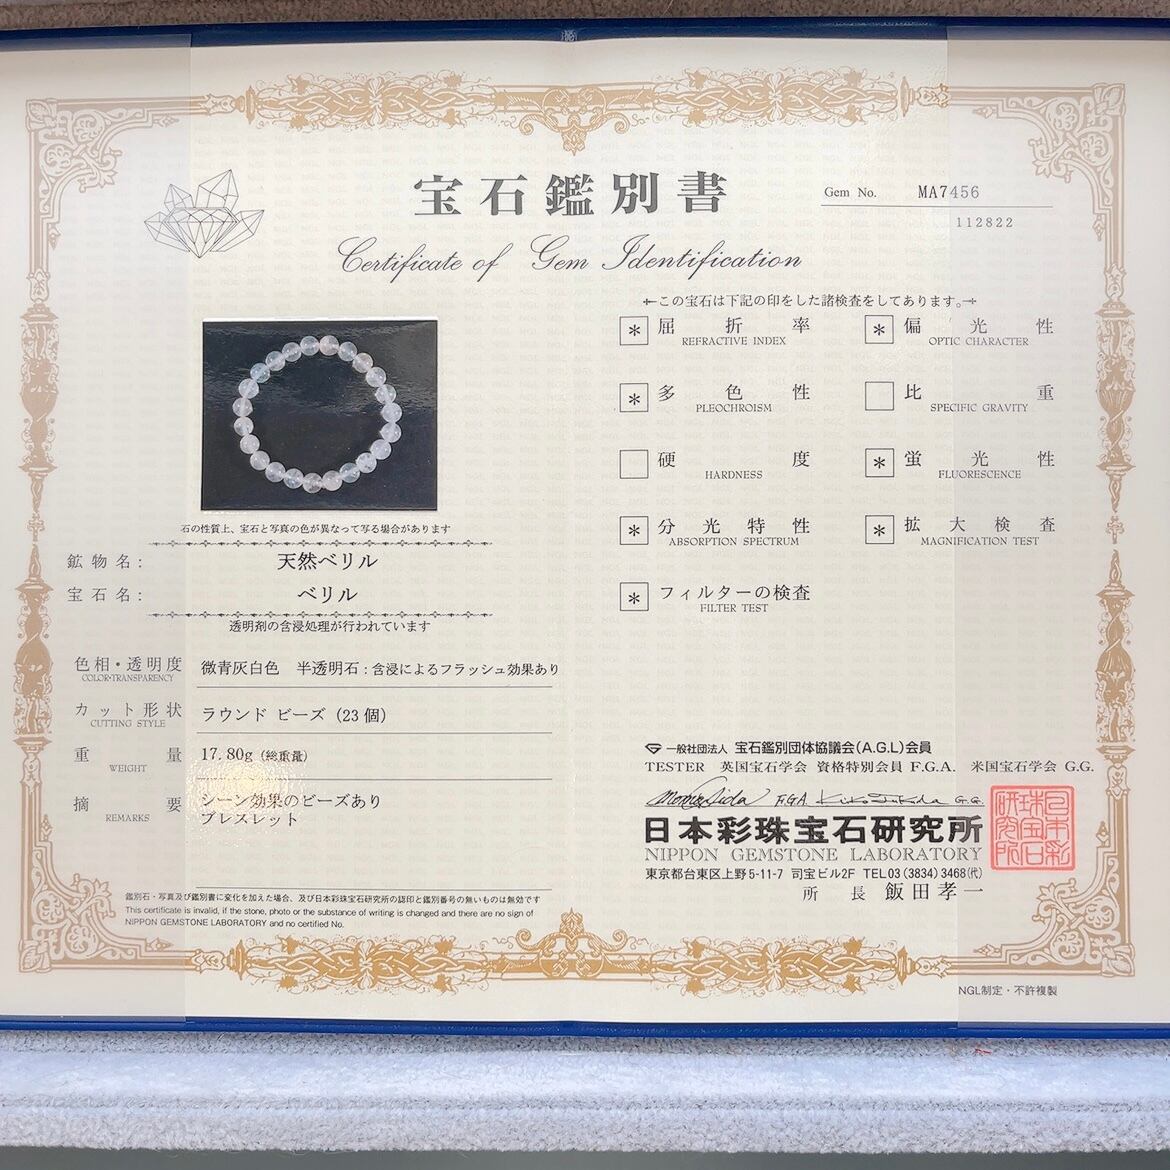 宝石鑑別書
Certificate of Gem Identification
Gem No. MA7456
112822
石の性質上、宝石と写真の色が異なって写る場合があります
鉱物名： 天然ベリル
宝石名： ベリル
透明剤の含浸処理が行われています
色相・透明度 微青灰白色 半透明石：含浸によるフラッシュ効果あり
COLOR・TRANSPARENCY
カット形状 ラウンド ビーズ（23個）
CUTTING STYLE
重量 17.80g（総重量）
WEIGHT
摘要 シーン効果のビーズあり
REMARKS ブレスレット
鑑別石・写真及び鑑別書に変化を加えた場合、及び日本彩珠宝石研究所の認印と鑑別番号の無いものは無効です
This certificate is invalid, if the stone, photo or the substance of writing is changed and there are no sign of
NIPPON GEMSTONE LABORATORY and no certified No.
この宝石は下記の印をした諸検査をしてあります。
* 屈折率 * 偏光性
REFRACTIVE INDEX OPTIC CHARACTER
* 多色性 比重
PLEOCHROISM SPECIFIC GRAVITY
硬度 * 蛍光性
HARDNESS FLUORESCENCE
* 分光特性 * 拡大検査
ABSORPTION SPECTRUM MAGNIFICATION TEST
* フィルターの検査
FILTER TEST
一般社団法人 宝石鑑別団体協議会(A.G.L)会員
TESTER 英国宝石学会 資格特別会員 F.G.A. 米国宝石学会 G.G.
F.G.A. G.G.
日本彩珠宝石研究所
NIPPON GEMSTONE LABORATORY
東京都台東区上野5-11-7 司宝ビル2F TEL03(3834)3468(代)
所長 飯田孝一
日本彩珠宝石研究所
NGL制定・不許複製